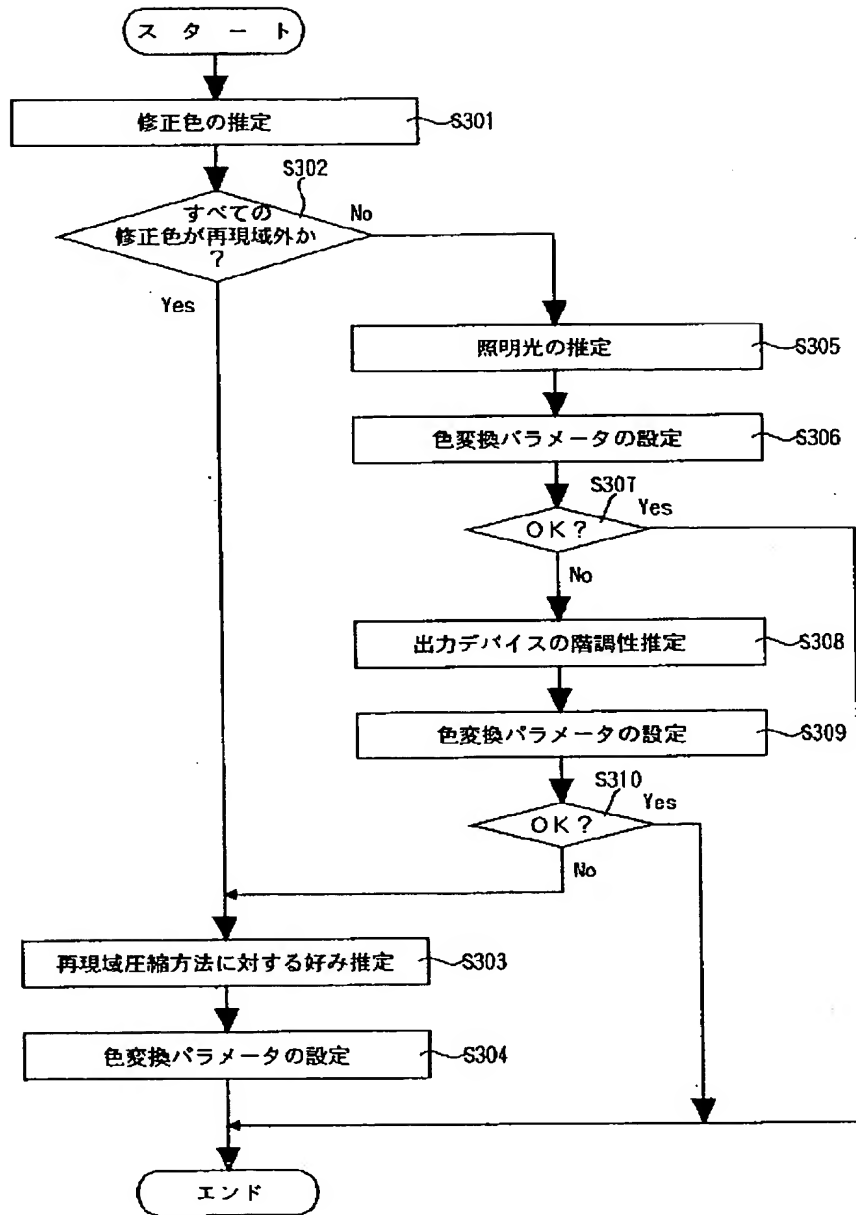 スタート
修正色の推定
S301
S302
すべての
修正色が再現域外か
?
No
Yes
照明光の推定
S305
色変換パラメータの設定
S306
S307
OK?
Yes
No
出力デバイスの階調性推定
S308
色変換パラメータの設定
S309
S310
OK?
Yes
No
再現域圧縮方法に対する好み推定
S303
色変換パラメータの設定
S304
エンド